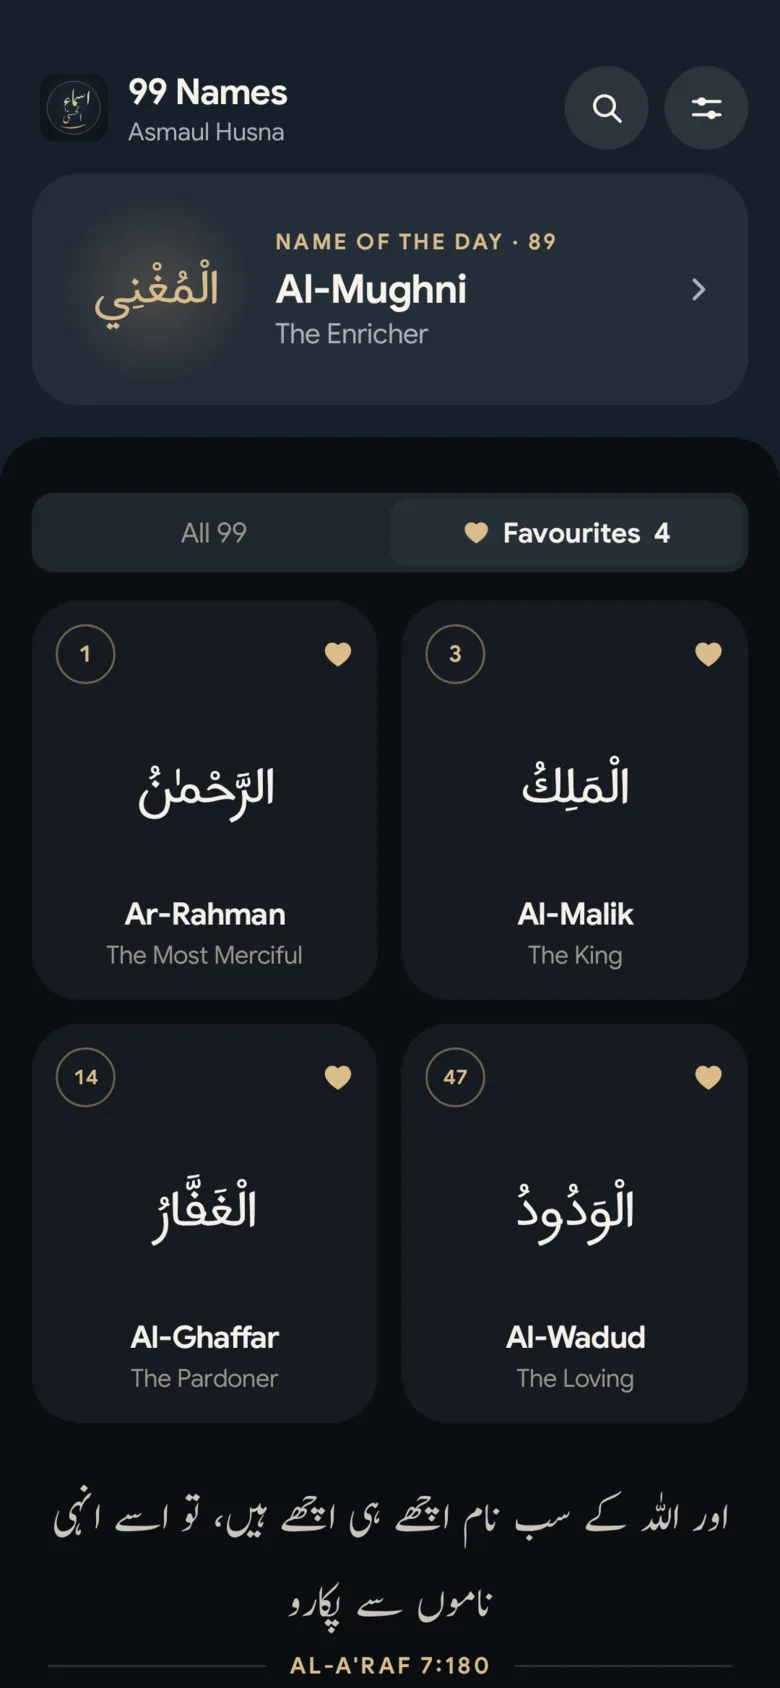 99 Names
Asmaul Husna
NAME OF THE DAY · 89
الْمُغْنِي
Al-Mughni
The Enricher
All 99
Favourites 4
1
3
الرَّحْمٰنُ
الْمَلِكُ
Ar-Rahman
Al-Malik
The Most Merciful
The King
14
47
الْغَفَّارُ
الْوَدُودُ
Al-Ghaffar
Al-Wadud
The Pardoner
The Loving
اور اللہ کے سب نام اچھے ہی اچھے ہیں، تو اسے انہی
ناموں سے پکارو
AL-A'RAF 7:180